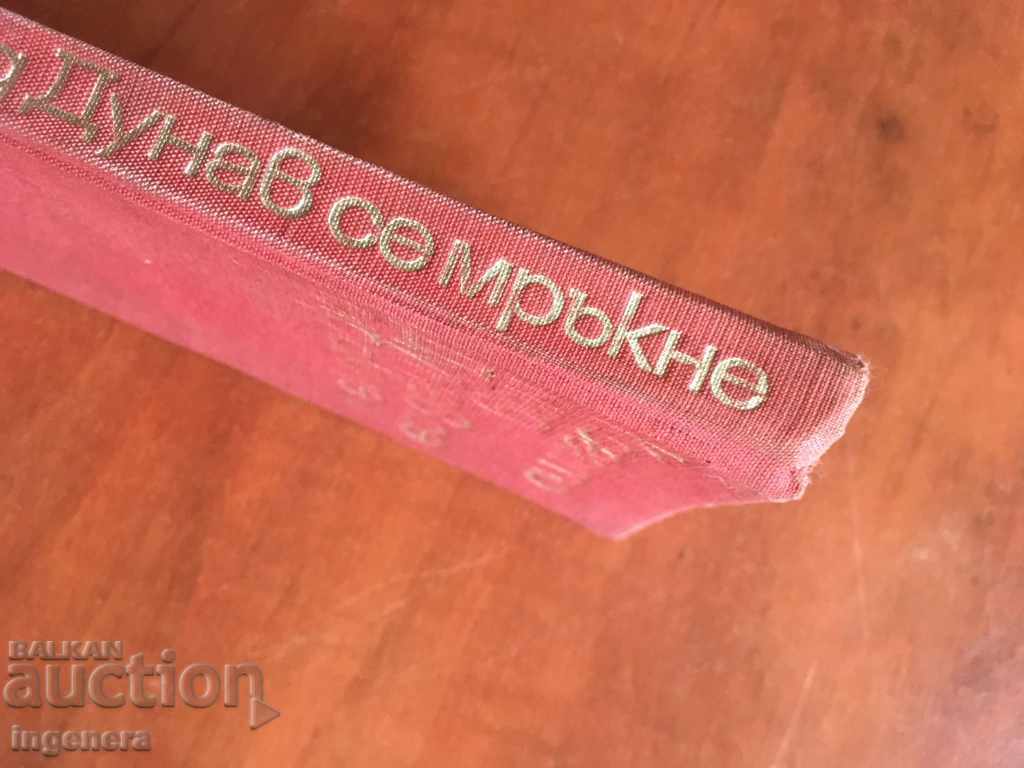 Дунав се мръкне
BALKAN
auction
ingenera